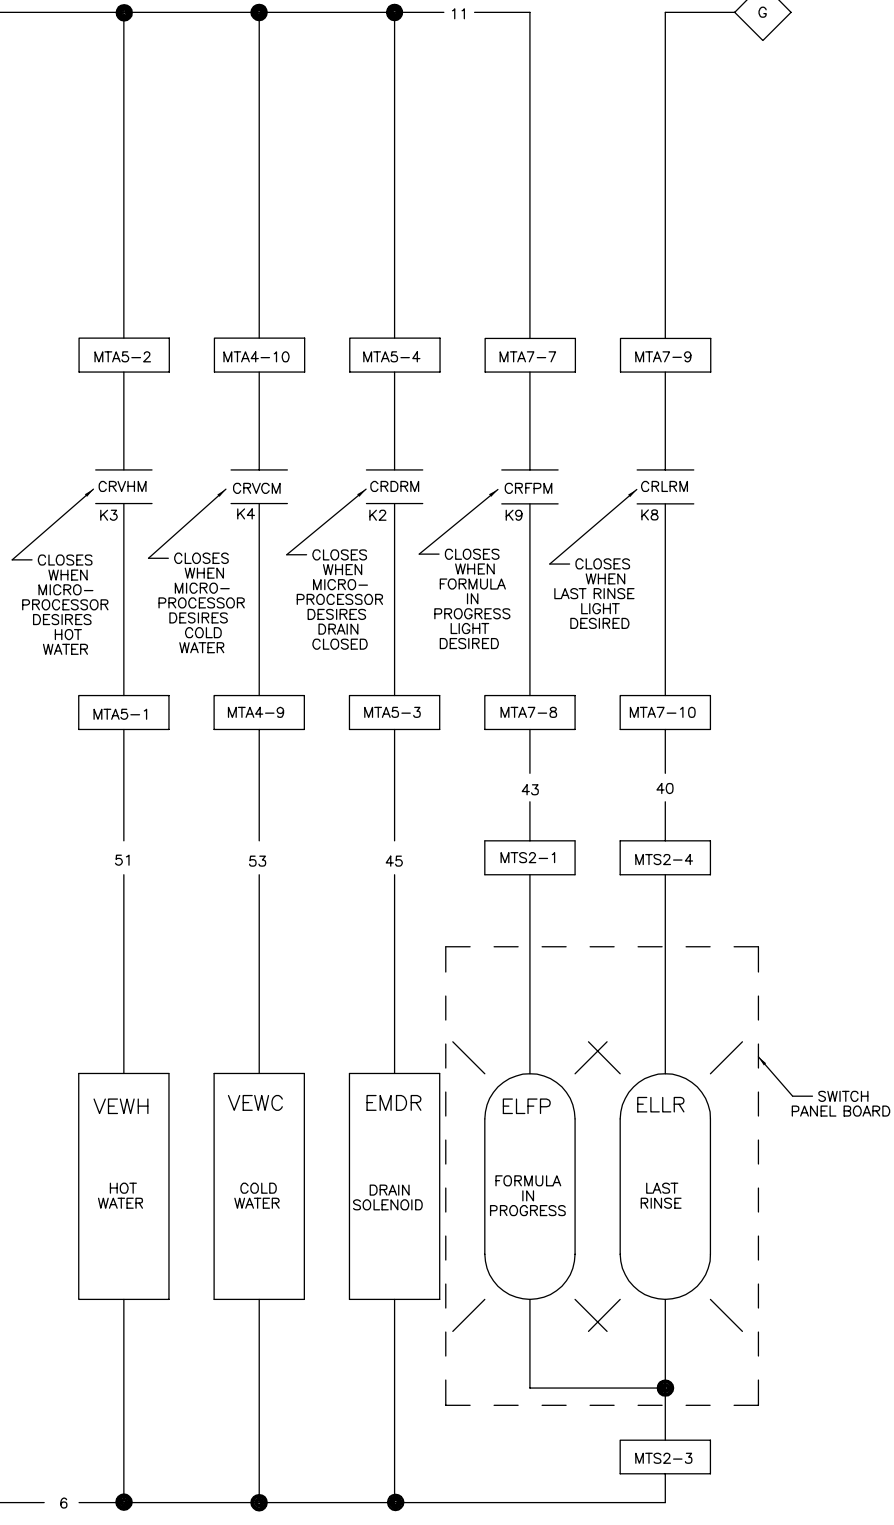 11
G
MTA5-2
MTA4-10
MTA5-4
MTA7-7
MTA7-9
CRVHM
CRVCM
CRDRM
CRFPM
CRLRM
K3
K4
K2
K9
K8
CLOSES
WHEN
MICRO-
PROCESSOR
DESIRES
HOT
WATER
CLOSES
WHEN
MICRO-
PROCESSOR
DESIRES
COLD
WATER
CLOSES
WHEN
MICRO-
PROCESSOR
DESIRES
DRAIN
CLOSED
CLOSES
WHEN
FORMULA
IN
PROGRESS
LIGHT
DESIRED
CLOSES
WHEN
LAST RINSE
LIGHT
DESIRED
MTA5-1
MTA4-9
MTA5-3
MTA7-8
MTA7-10
43
40
51
53
45
MTS2-1
MTS2-4
VEWH
HOT
WATER
VEWC
COLD
WATER
EMDR
DRAIN
SOLENOID
ELFP
FORMULA
IN
PROGRESS
ELLR
LAST
RINSE
SWITCH
PANEL BOARD
MTS2-3
6